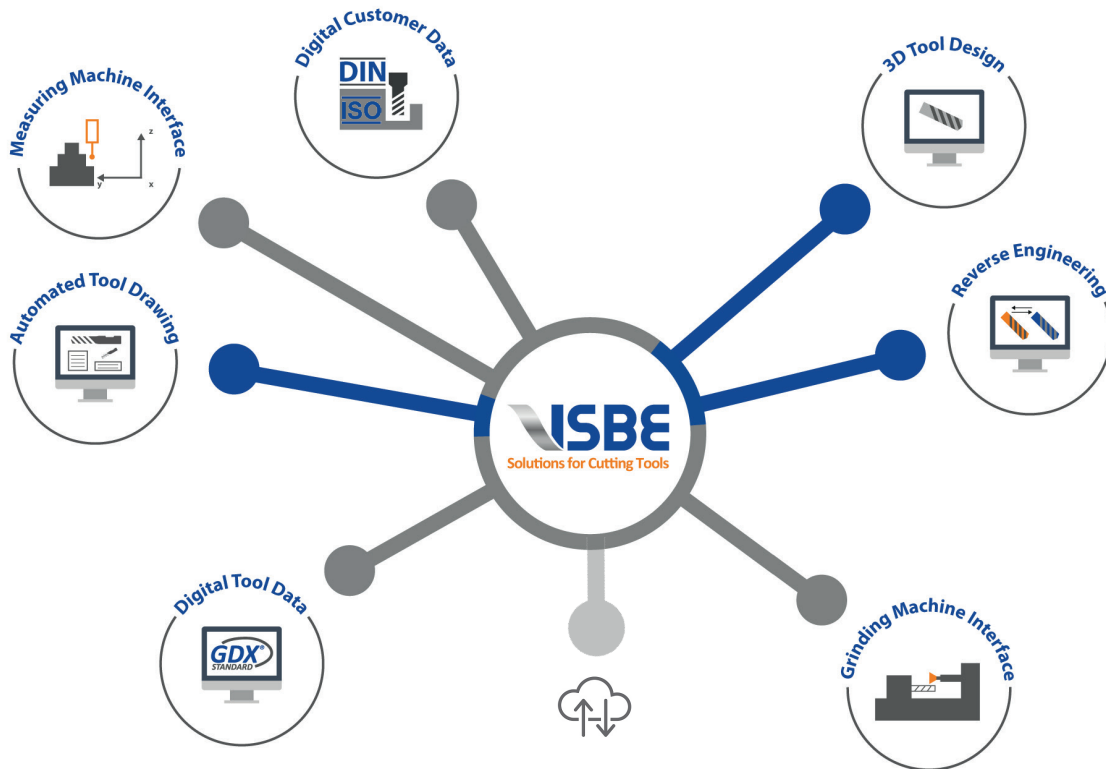 Digital Customer Data
DIN
ISO
3D Tool Design
Measuring Machine Interface
z
y
x
Reverse Engineering
Automated Tool Drawing
ISBE
Solutions for Cutting Tools
Digital Tool Data
GDX®
STANDARD
Grinding Machine Interface